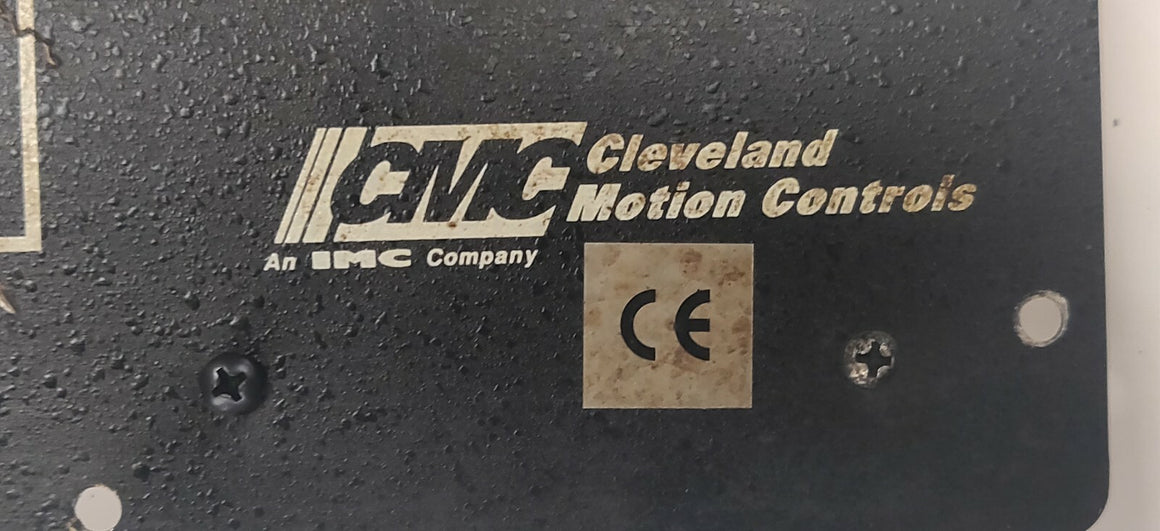 CMC Cleveland
Motion Controls
An IMC Company
CE